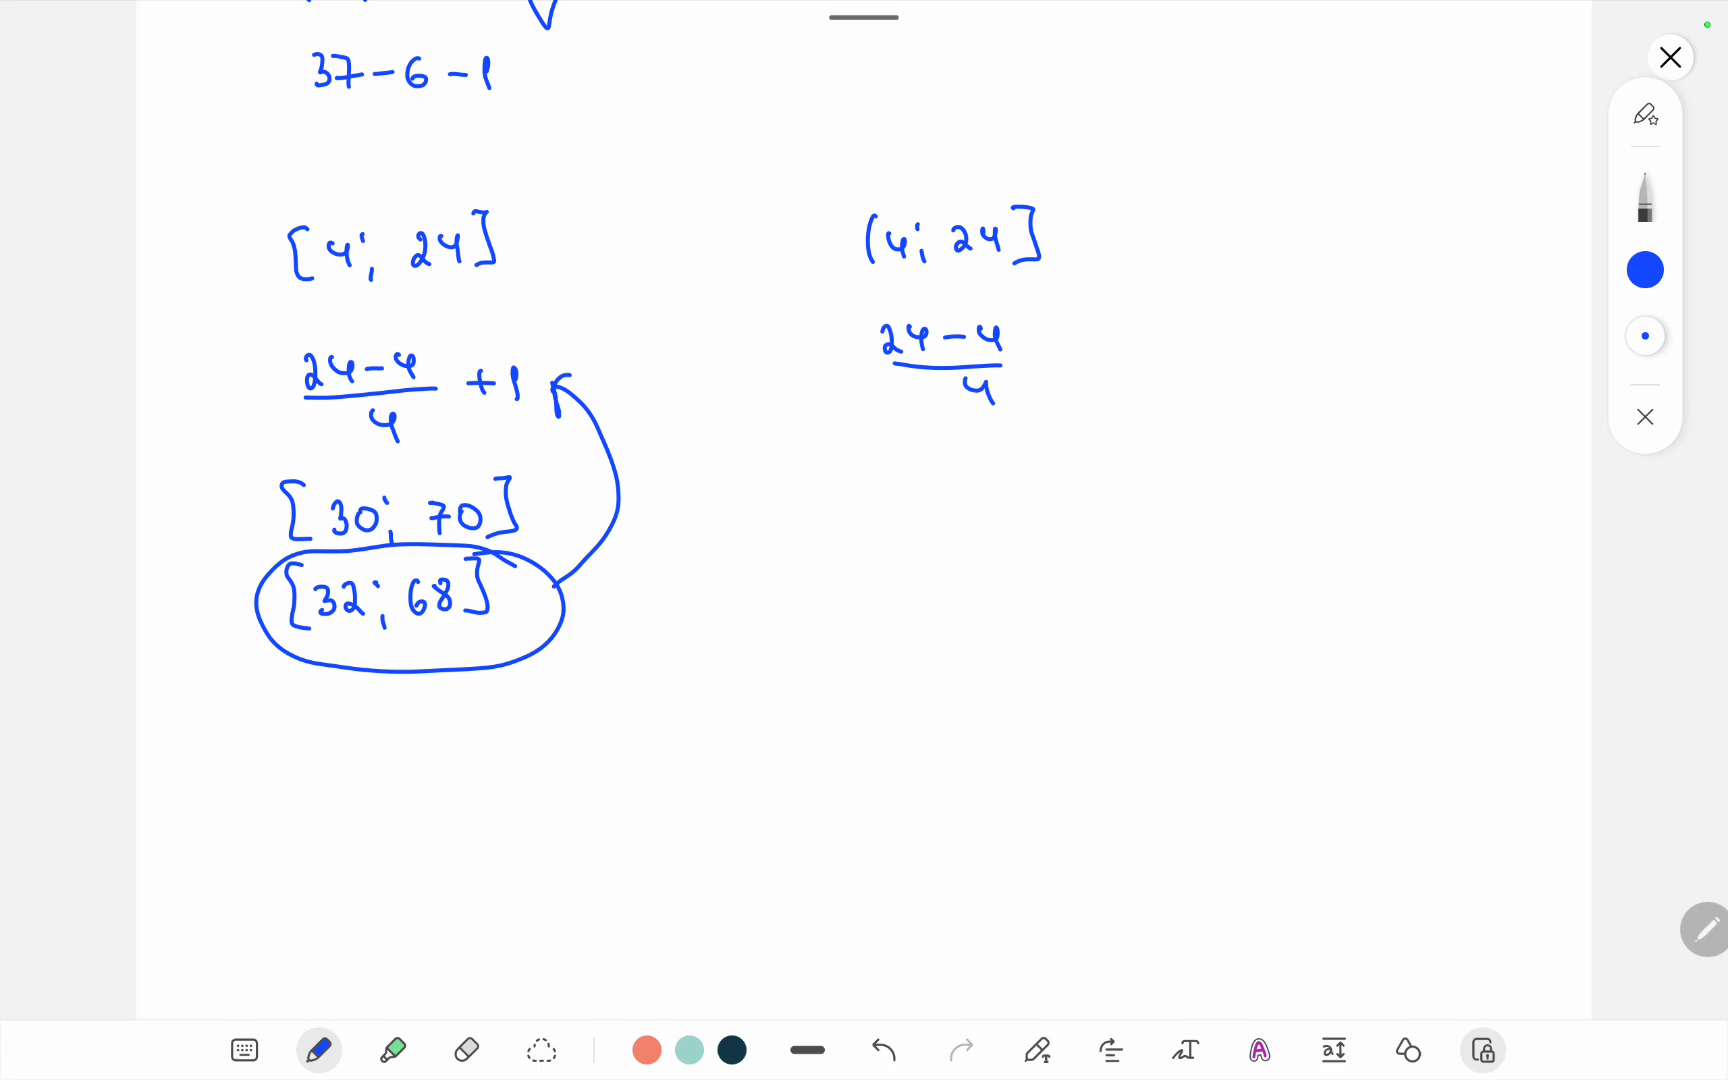 37 - 6 - 1
[4; 24]
24 - 4
4
+ 1
[30; 70]
[32; 68]
(4; 24]
24 - 4
4